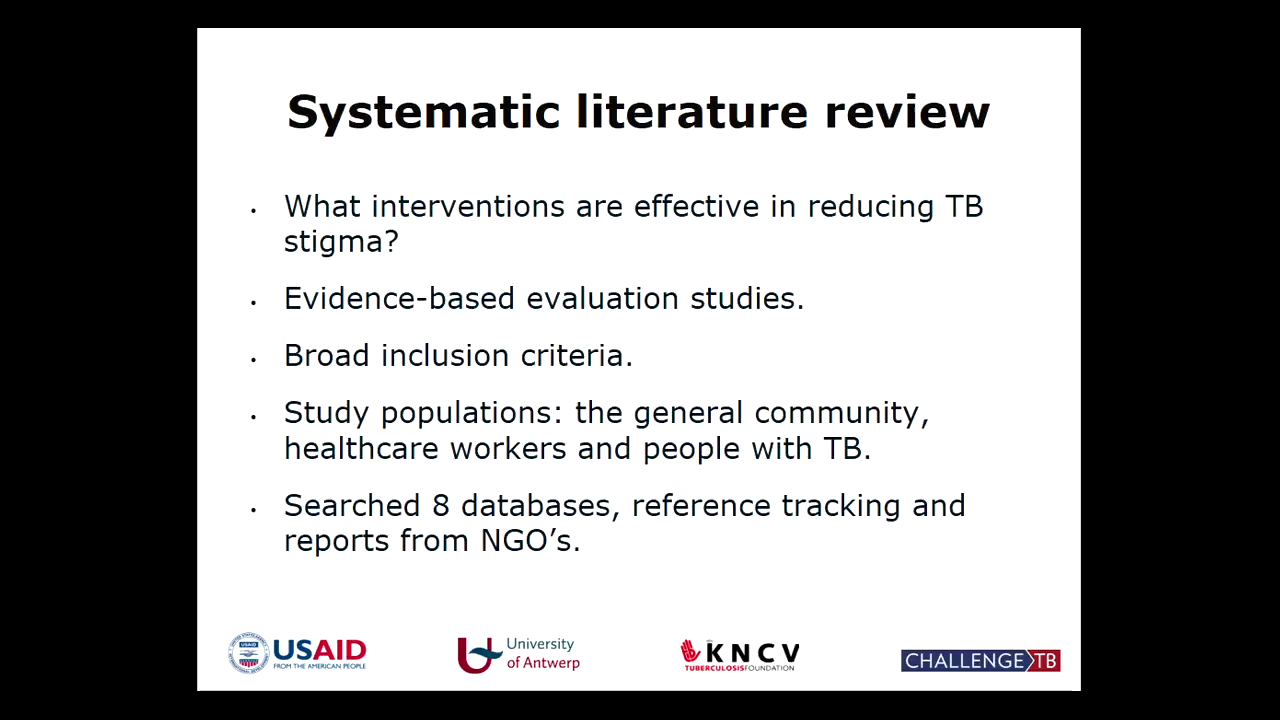 Systematic literature review
• What interventions are effective in reducing TB
stigma?
• Evidence-based evaluation studies.
• Broad inclusion criteria.
• Study populations: the general community,
healthcare workers and people with TB.
• Searched 8 databases, reference tracking and
reports from NGO’s.
USAID
FROM THE AMERICAN PEOPLE
University
of Antwerp
KNCV
TUBERCULOSISFOUNDATION
CHALLENGE TB